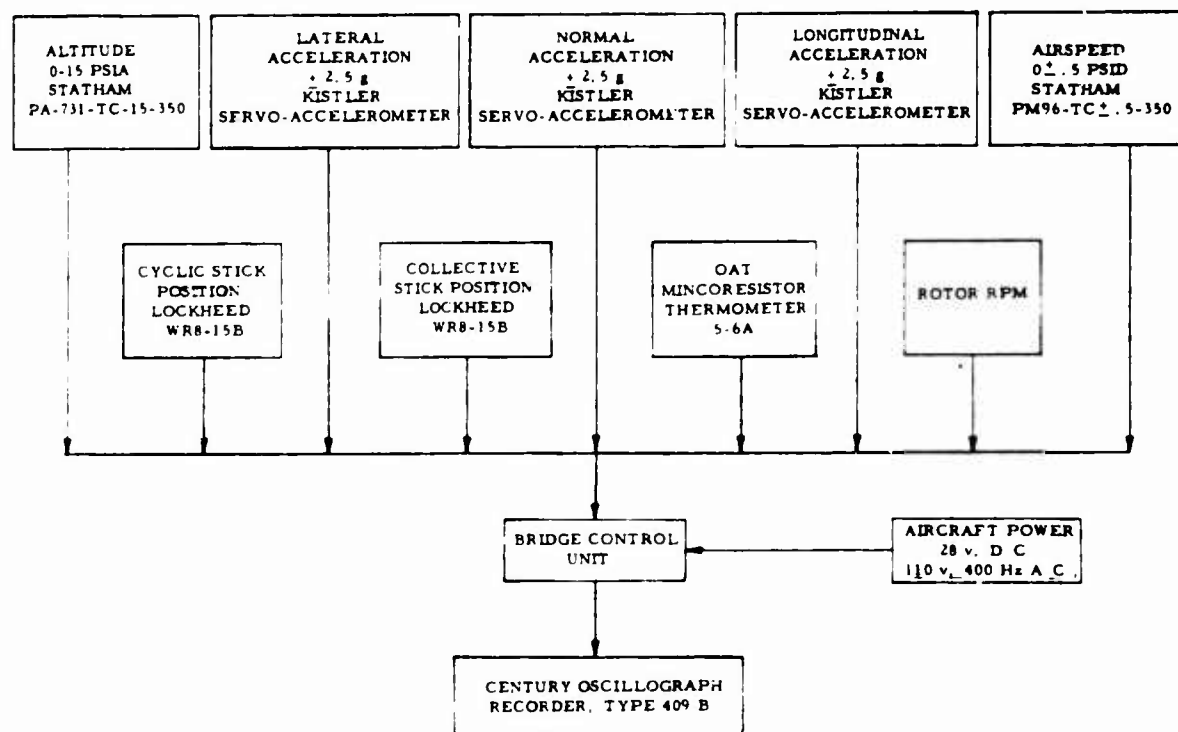 ALTITUDE
0-15 PSIA
STATHAM
PA-731-TC-15-350
LATERAL
ACCELERATION
± 2.5 g
KISTLER
SERVO-ACCELEROMETER
NORMAL
ACCELERATION
± 2.5 g
KISTLER
SERVO-ACCELEROMETER
LONGITUDINAL
ACCELERATION
± 2.5 g
KISTLER
SERVO-ACCELEROMETER
AIRSPEED
0 ± .5 PSID
STATHAM
PM96-TC ± .5-350
CYCLIC STICK
POSITION
LOCKHEED
WR8-15B
COLLECTIVE
STICK POSITION
LOCKHEED
WR8-15B
OAT
MINCORESISTOR
THERMOMETER
5-6A
ROTOR RPM
BRIDGE CONTROL
UNIT
AIRCRAFT POWER
28 v. D C
110 v. 400 Hz A C
CENTURY OSCILLOGRAPH
RECORDER, TYPE 409 B